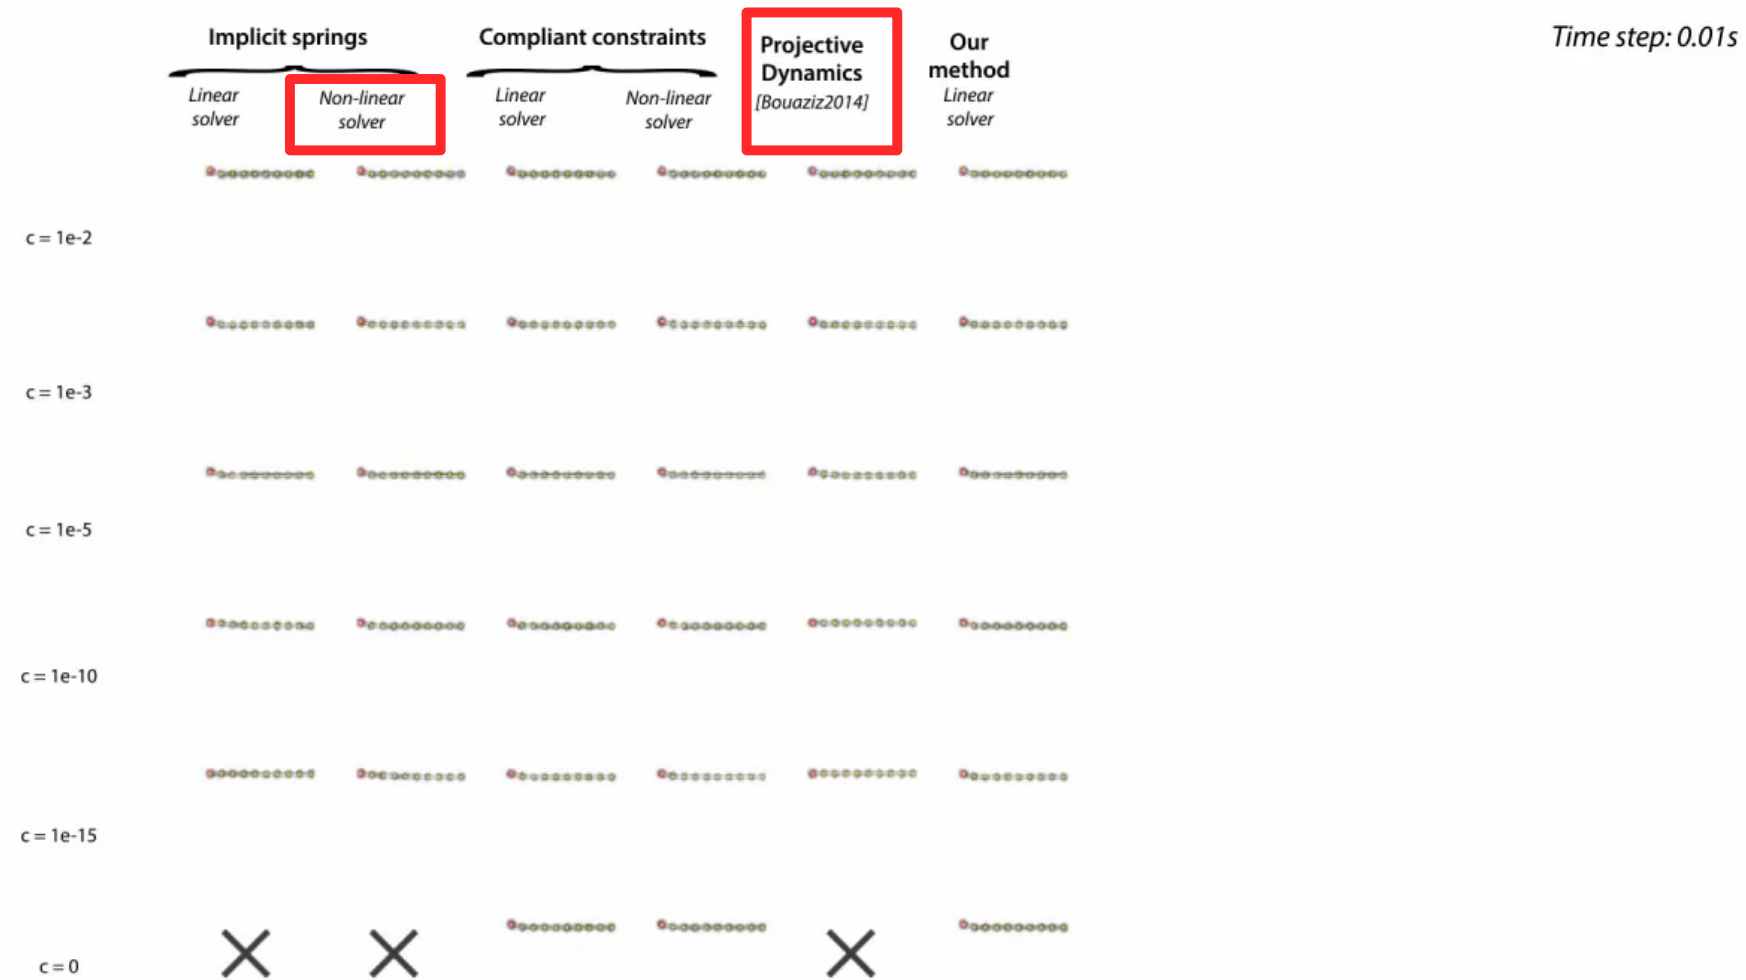 Implicit springs
Compliant constraints
Projective
Dynamics
[Bouaziz2014]
Our
method
Time step: 0.01s
Linear
solver
Non-linear
solver
Linear
solver
Non-linear
solver
Linear
solver
c = 1e-2
c = 1e-3
c = 1e-5
c = 1e-10
c = 1e-15
c = 0